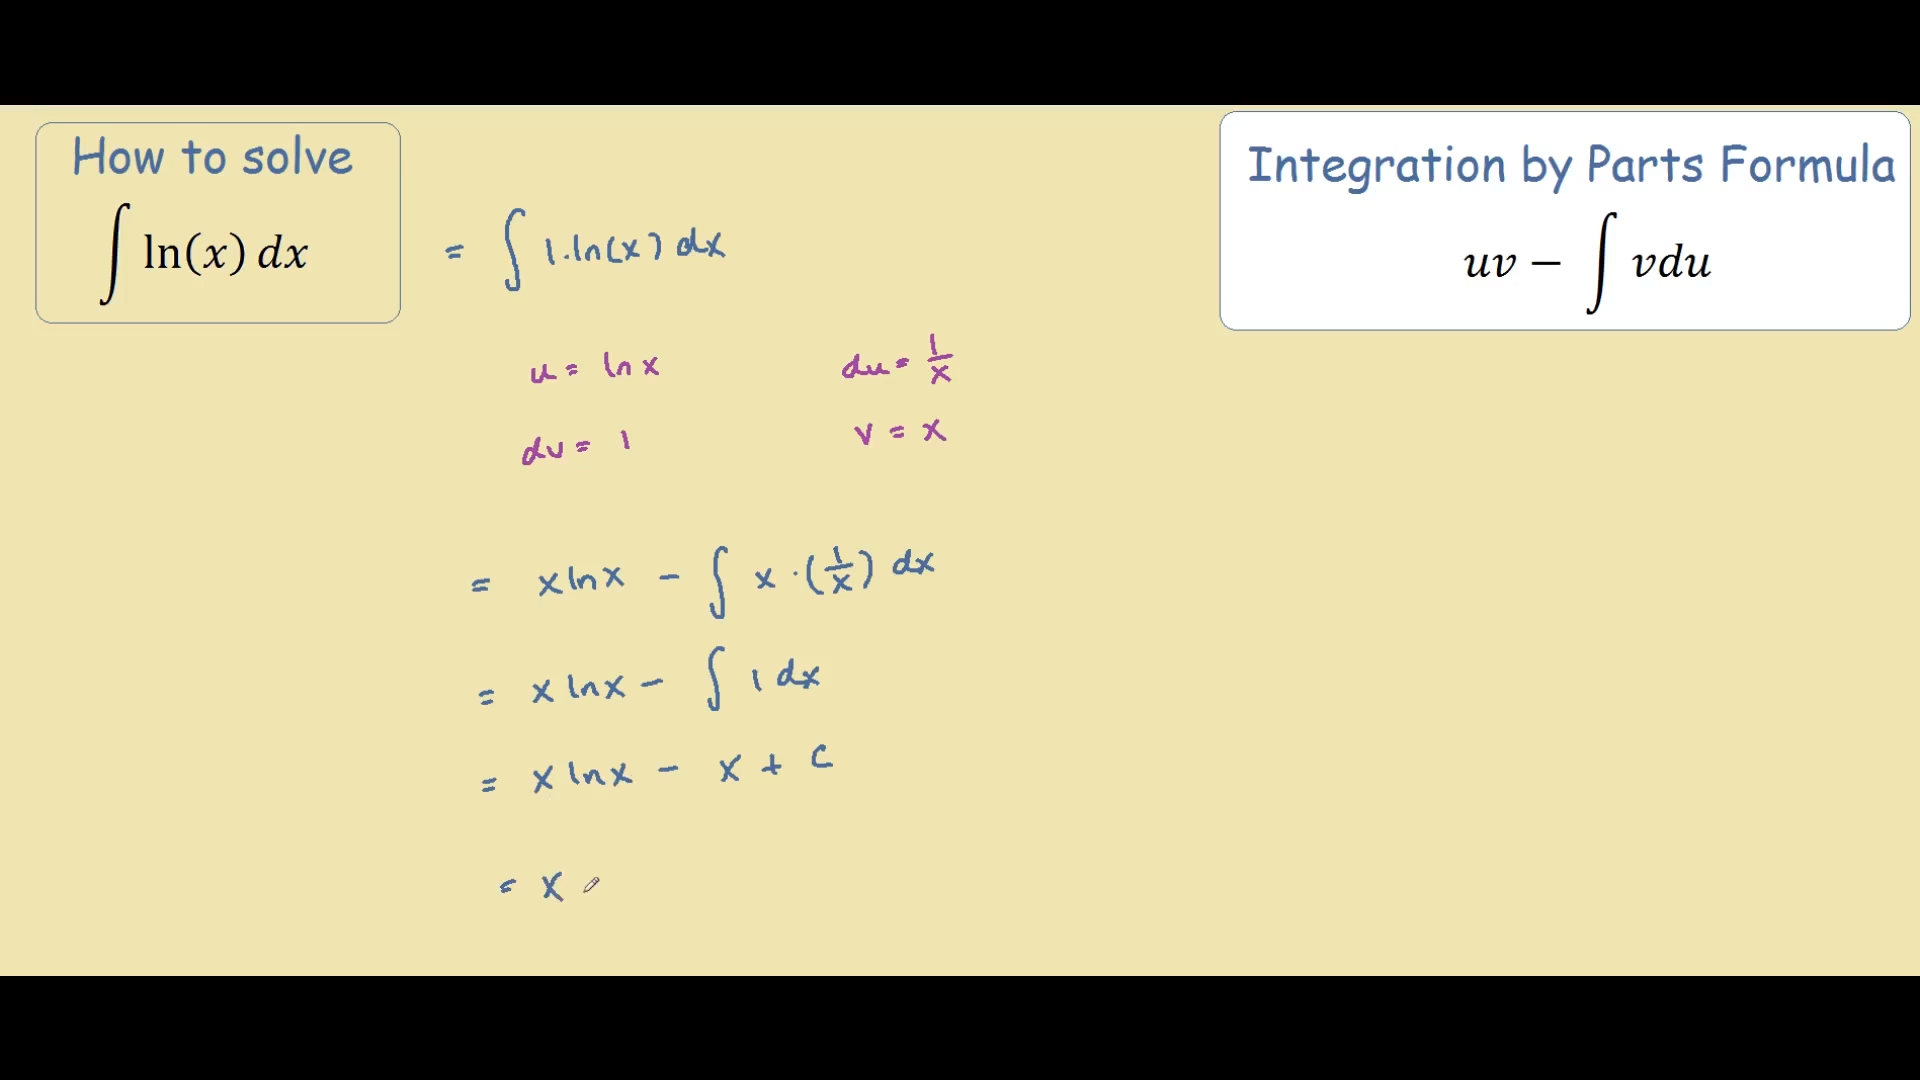 How to solve
∫ ln(x) dx
= ∫ 1.ln(x) dx
Integration by Parts Formula
uv − ∫ vdu
u = ln x
du = 1/x
dv = 1
v = x
= x ln x - ∫ x · (1/x) dx
= x ln x - ∫ 1 dx
= x ln x - x + c
= x